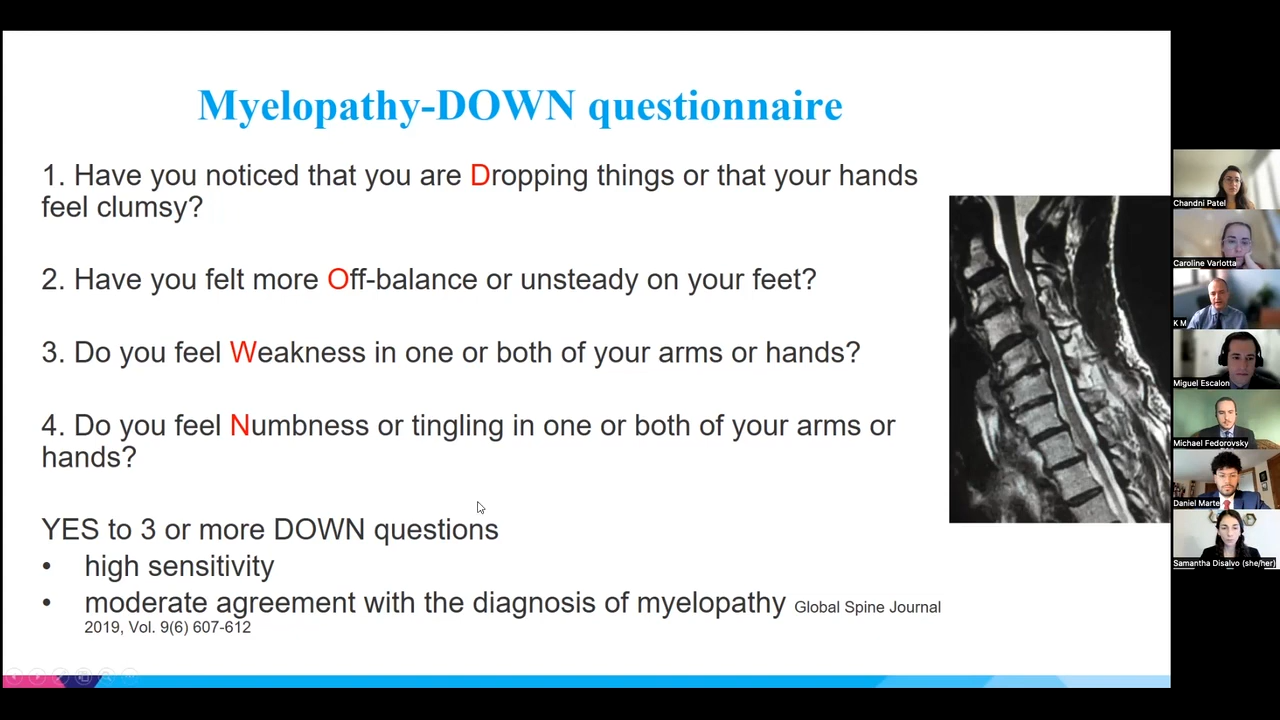 Myelopathy-DOWN questionnaire
1. Have you noticed that you are Dropping things or that your hands
feel clumsy?
2. Have you felt more Off-balance or unsteady on your feet?
3. Do you feel Weakness in one or both of your arms or hands?
4. Do you feel Numbness or tingling in one or both of your arms or
hands?
YES to 3 or more DOWN questions
• high sensitivity
• moderate agreement with the diagnosis of myelopathy Global Spine Journal
2019, Vol. 9(6) 607-612
Chandni Patel
Caroline Varlotta
K M
Miguel Escalon
Michael Fedorovsky
Daniel Marte
Samantha Disalvo (she/her)